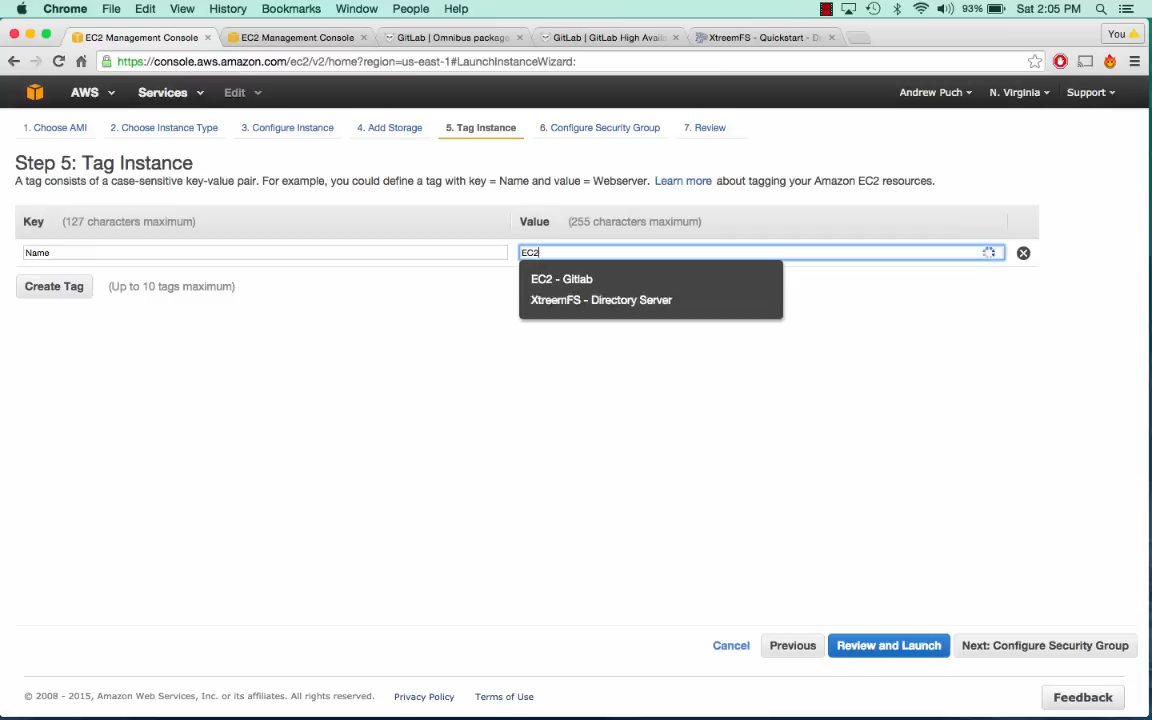 Chrome File Edit View History Bookmarks Window People Help 93% Sat 2:05 PM
EC2 Management Console EC2 Management Console GitLab | Omnibus package GitLab | GitLab High Avail XtreemFS - Quickstart - D You
https://console.aws.amazon.com/ec2/v2/home?region=us-east-1#LaunchInstanceWizard:
AWS Services Edit Andrew Puch N. Virginia Support
1. Choose AMI 2. Choose Instance Type 3. Configure Instance 4. Add Storage 5. Tag Instance 6. Configure Security Group 7. Review
Step 5: Tag Instance
A tag consists of a case-sensitive key-value pair. For example, you could define a tag with key = Name and value = Webserver. Learn more about tagging your Amazon EC2 resources.
Key (127 characters maximum) Value (255 characters maximum)
Name EC2
EC2 - Gitlab
Create Tag (Up to 10 tags maximum)
XtreemFS - Directory Server
Cancel Previous Review and Launch Next: Configure Security Group
© 2008 - 2015, Amazon Web Services, Inc. or its affiliates. All rights reserved. Privacy Policy Terms of Use Feedback